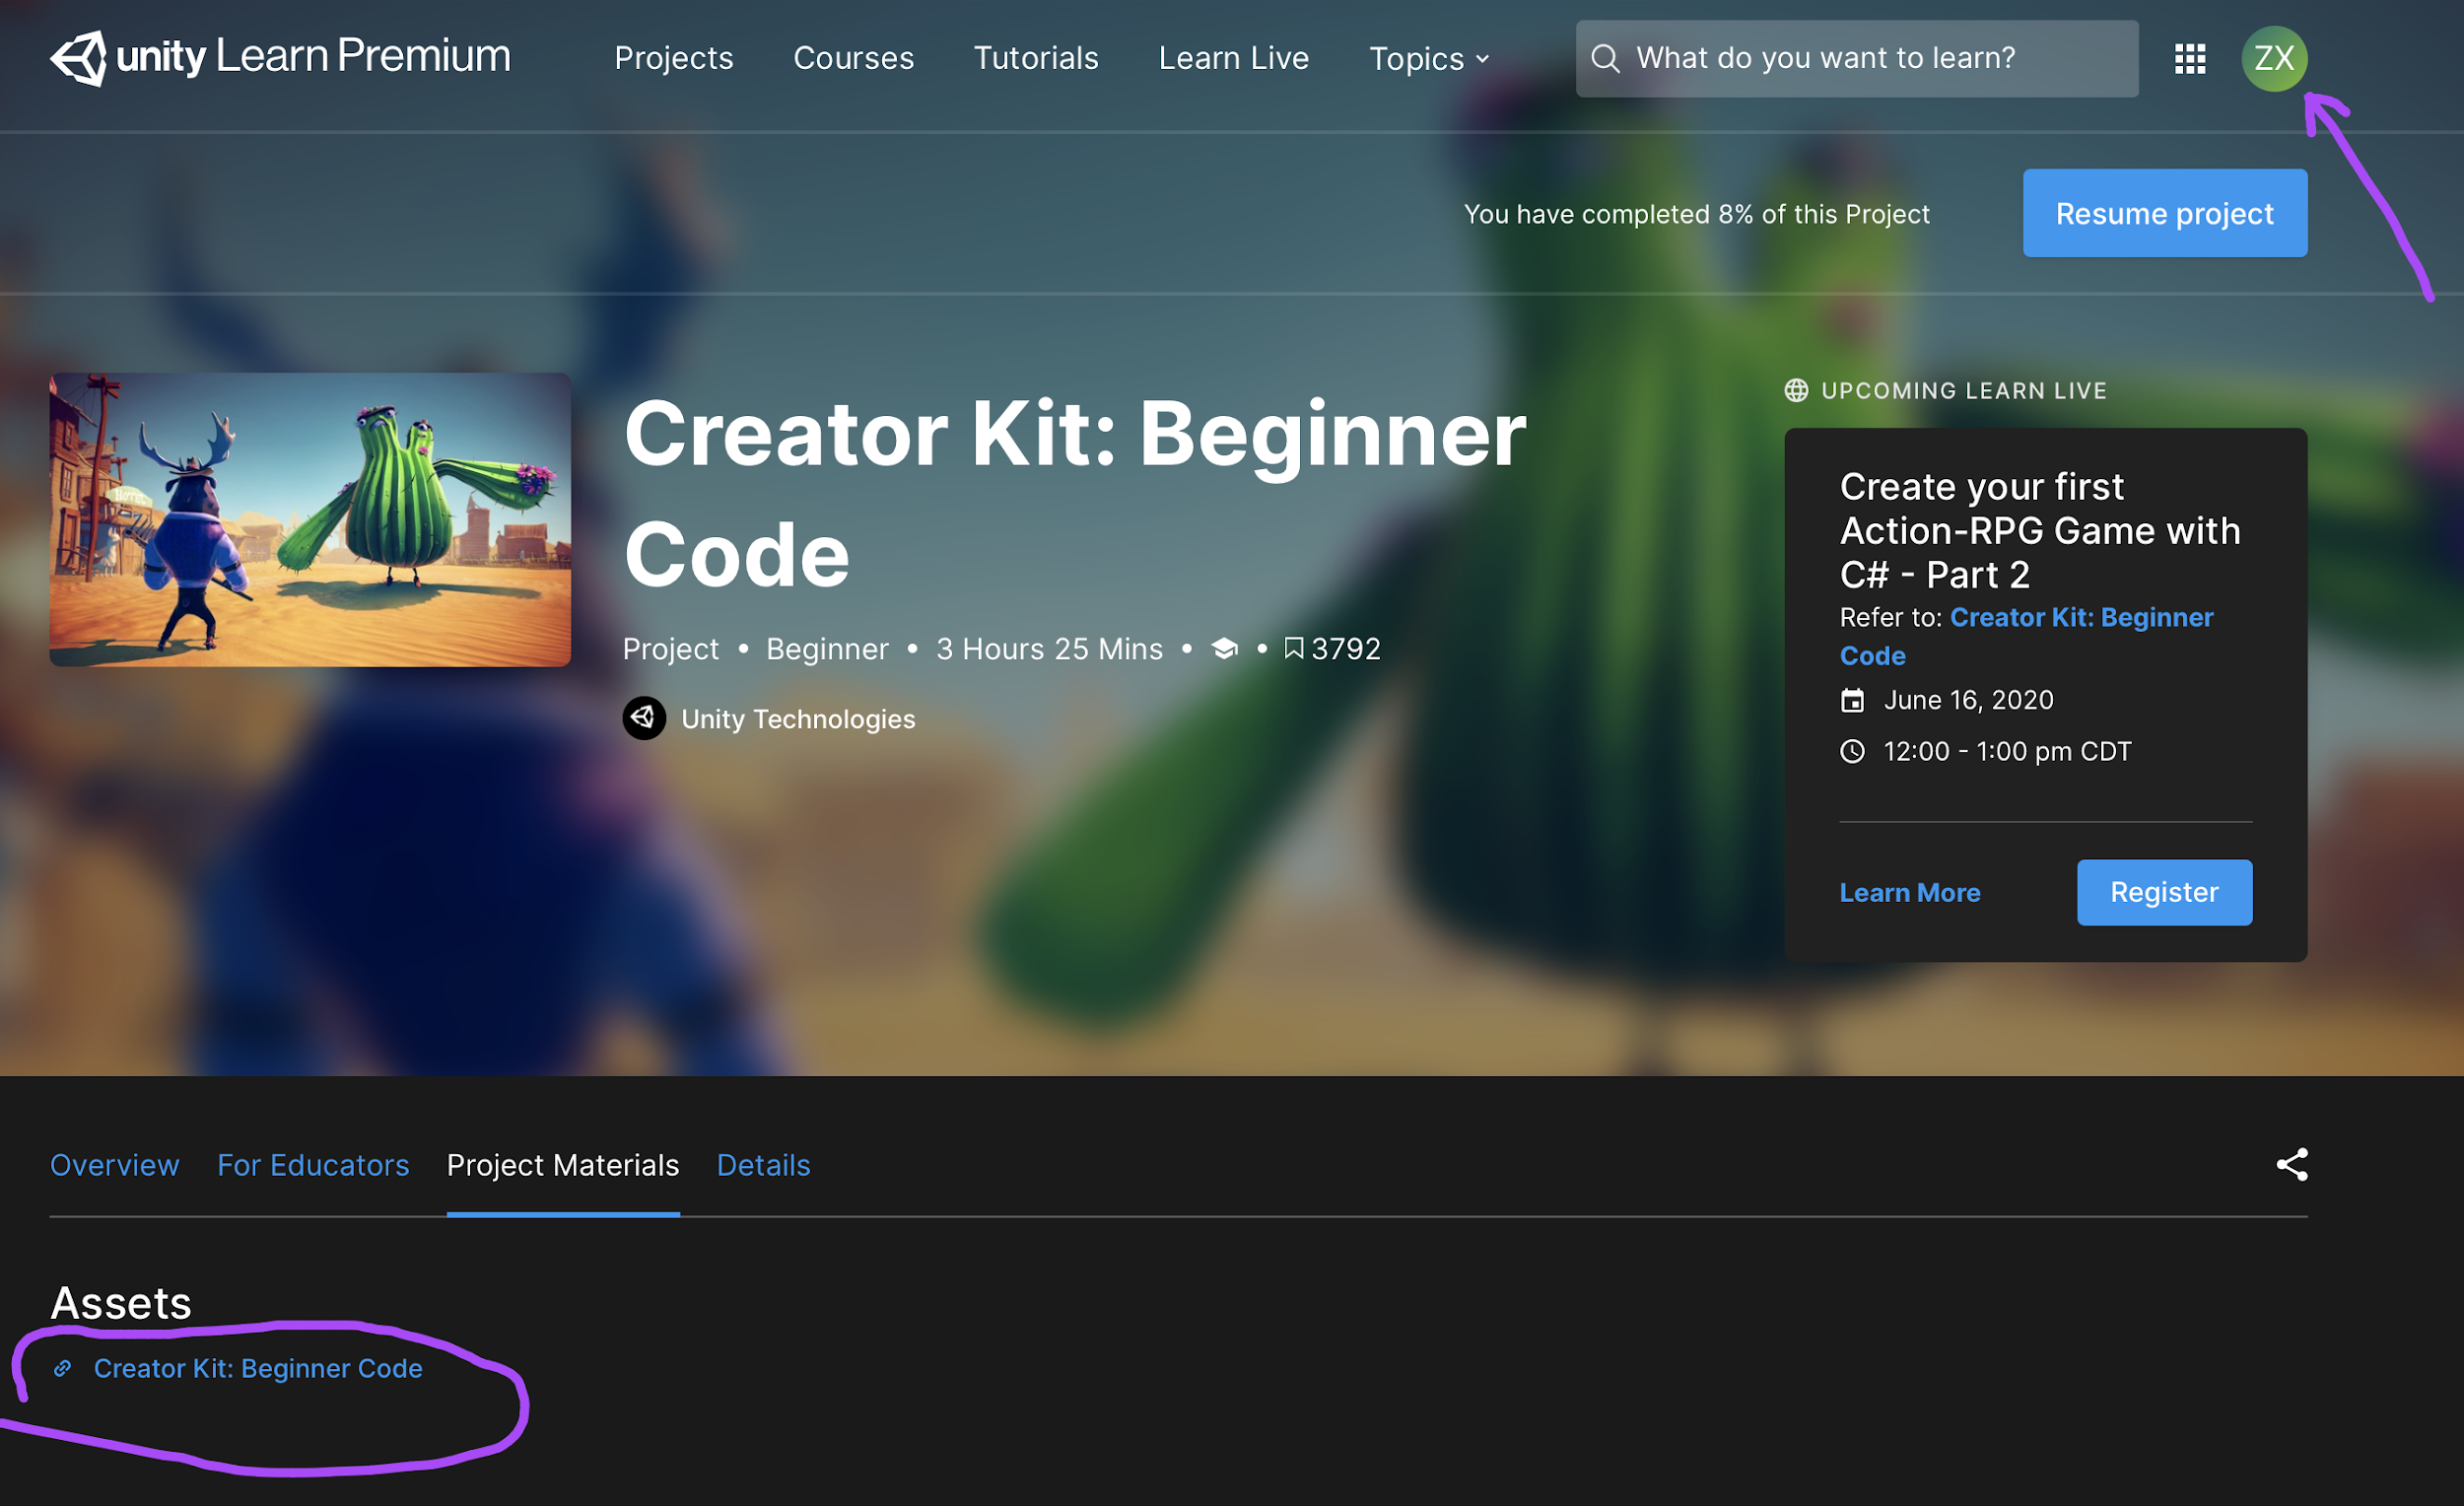 unity Learn Premium
Projects Courses Tutorials Learn Live Topics
What do you want to learn?
ZX
You have completed 8% of this Project
Resume project
Creator Kit: Beginner
Code
Project • Beginner • 3 Hours 25 Mins • • 3792
Unity Technologies
UPCOMING LEARN LIVE
Create your first
Action-RPG Game with
C# - Part 2
Refer to: Creator Kit: Beginner
Code
June 16, 2020
12:00 - 1:00 pm CDT
Learn More
Register
HOTEL
Overview For Educators Project Materials Details
Assets
Creator Kit: Beginner Code